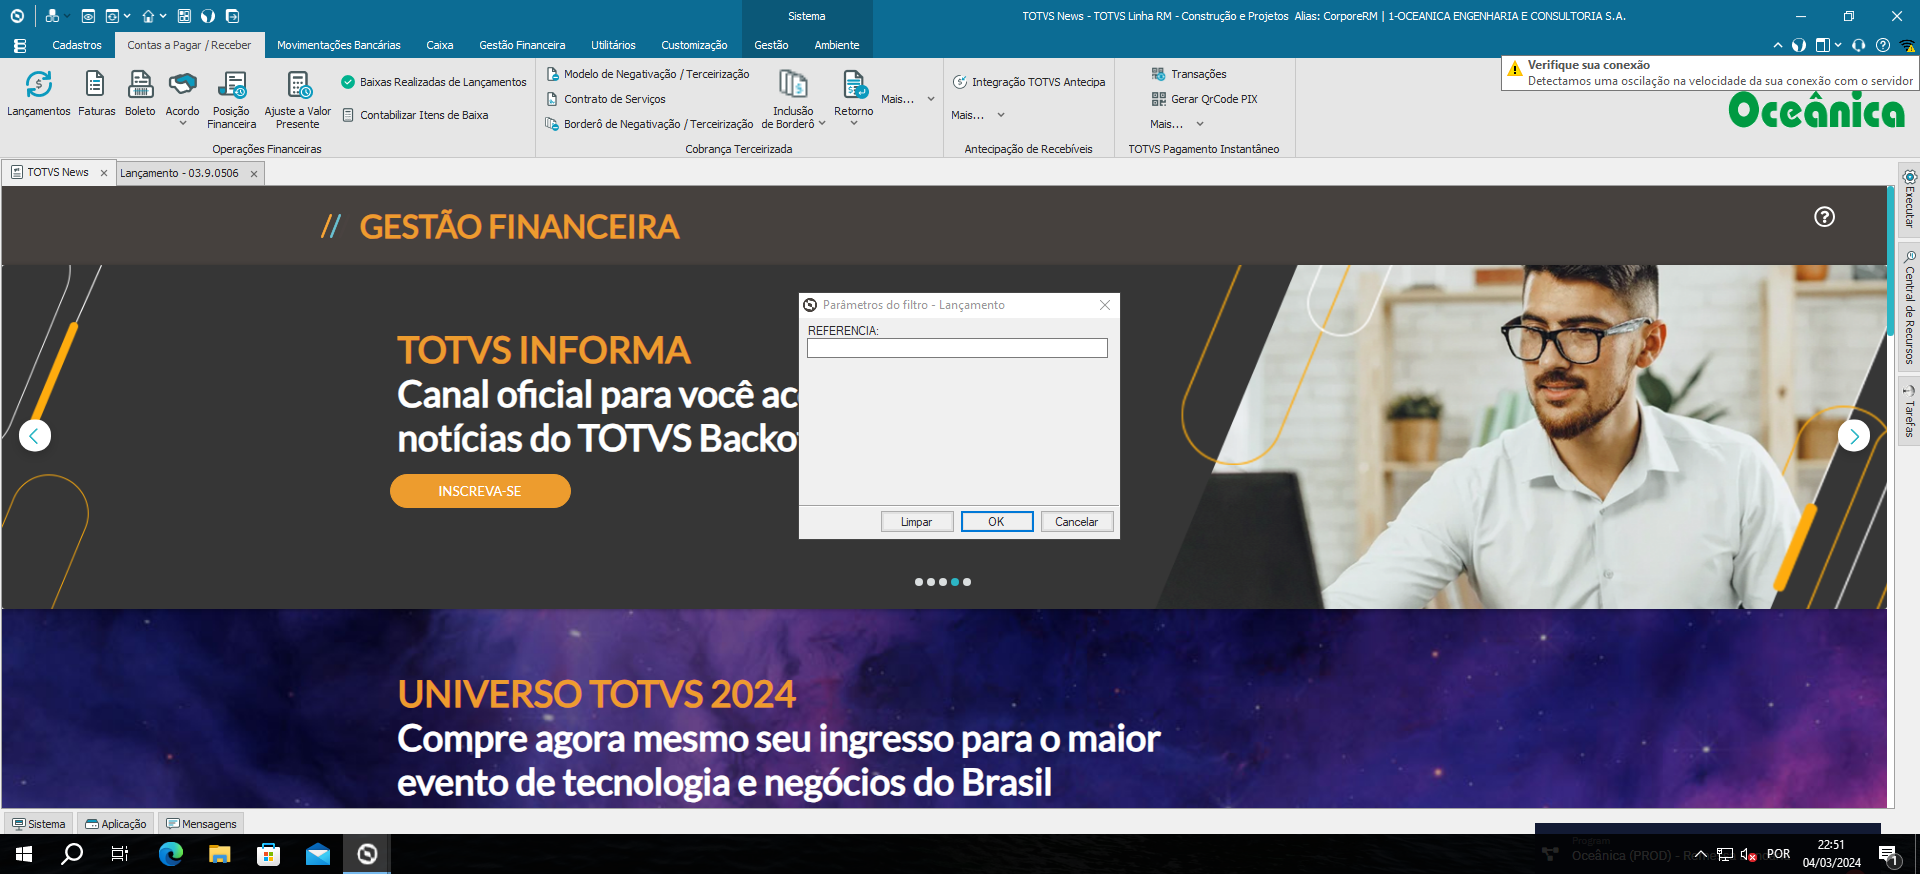 Sistema
TOTVS News - TOTVS Linha RM - Construção e Projetos  Alias: CorporeRM | 1-OCEANICA ENGENHARIA E CONSULTORIA S.A.
Cadastros
Contas a Pagar / Receber
Movimentações Bancárias
Caixa
Gestão Financeira
Utilitários
Customização
Gestão
Ambiente
Verifique sua conexão
Detectamos uma oscilação na velocidade da sua conexão com o servidor
Lançamentos
Faturas
Boleto
Acordo
Posição
Financeira
Ajuste a Valor
Presente
Baixas Realizadas de Lançamentos
Contabilizar Itens de Baixa
Operações Financeiras
Modelo de Negativação / Terceirização
Contrato de Serviços
Borderô de Negativação / Terceirização
Inclusão
de Borderô
Retorno
Mais...
Cobrança Terceirizada
Integração TOTVS Antecipa
Mais...
Antecipação de Recebíveis
Transações
Gerar QrCode PIX
Mais...
TOTVS Pagamento Instantâneo
Oceânica
TOTVS News
Lançamento - 03.9.0506
Executar
Central de Recursos
Tarefas
// GESTÃO FINANCEIRA
TOTVS INFORMA
Canal oficial para você
notícias do TOTVS
INSCREVA-SE
Parâmetros do filtro - Lançamento
REFERENCIA:
Limpar
OK
Cancelar
UNIVERSO TOTVS 2024
Compre agora mesmo seu ingresso para o maior
evento de tecnologia e negócios do Brasil
Sistema
Aplicação
Mensagens
Program
Oceânica (PROD) -
POR
22:51
04/03/2024
1